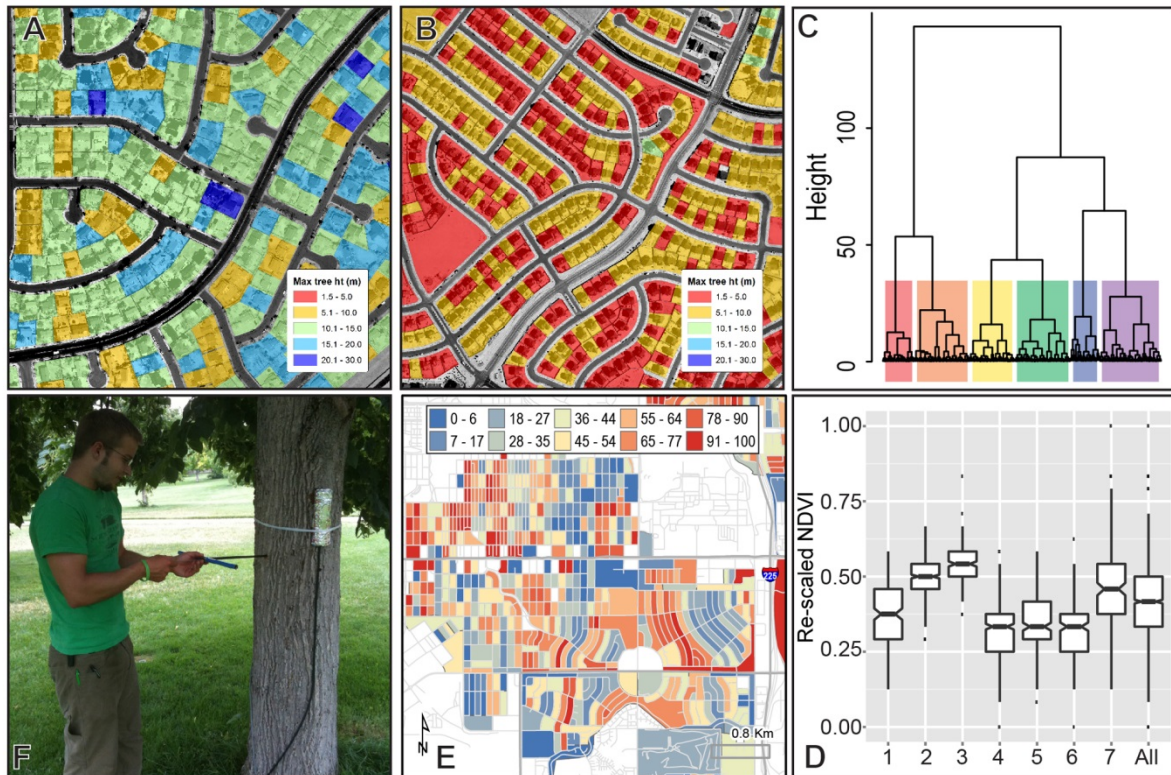 A
Max tree ht (m)
1.5 - 5.0
5.1 - 10.0
10.1 - 15.0
15.1 - 20.0
20.1 - 30.0
B
Max tree ht (m)
1.5 - 5.0
5.1 - 10.0
10.1 - 15.0
15.1 - 20.0
20.1 - 30.0
C
Height
100
50
0
F
0 - 6
18 - 27
36 - 44
55 - 64
78 - 90
7 - 17
28 - 35
45 - 54
65 - 77
91 - 100
225
0.8 Km
N
E
Re-scaled NDVI
1.00
0.75
0.50
0.25
0.00
1 2 3 4 5 6 7 All
D